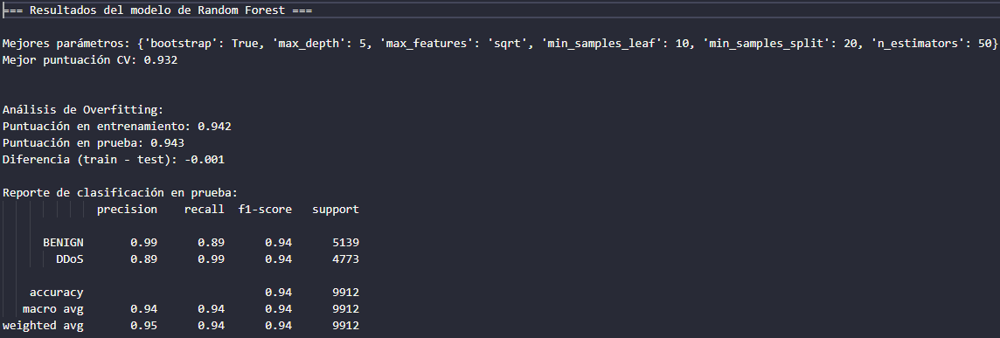 === Resultados del modelo de Random Forest ===
Mejores parámetros: {'bootstrap': True, 'max_depth': 5, 'max_features': 'sqrt', 'min_samples_leaf': 10, 'min_samples_split': 20, 'n_estimators': 50}
Mejor puntuación CV: 0.932
Análisis de Overfitting:
Puntuación en entrenamiento: 0.942
Puntuación en prueba: 0.943
Diferencia (train - test): -0.001
Reporte de clasificación en prueba:
precision recall f1-score support
BENIGN 0.99 0.89 0.94 5139
DDoS 0.89 0.99 0.94 4773
accuracy 0.94 9912
macro avg 0.94 0.94 0.94 9912
weighted avg 0.95 0.94 0.94 9912